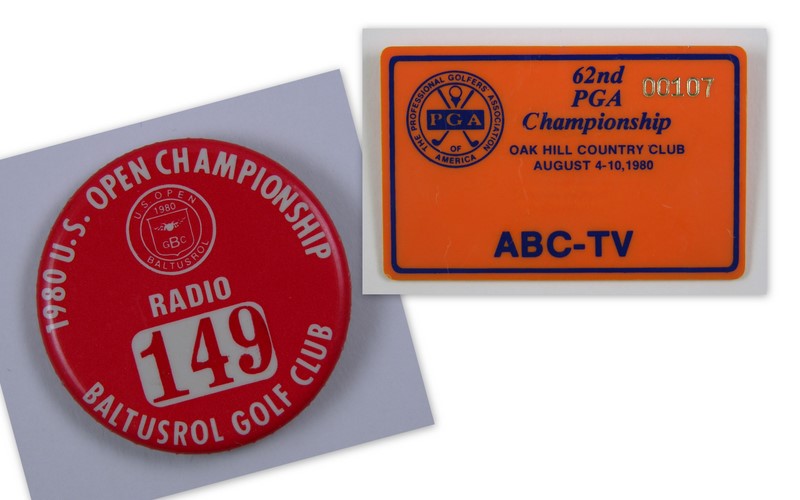 1980 U.S. OPEN CHAMPIONSHIP
US OPEN
1980
GBC
BALTUSROL
RADIO
149
BALTUSROL GOLF CLUB
THE PROFESSIONAL GOLFERS' ASSOCIATION
PGA
OF
AMERICA
62nd
PGA
Championship
00107
OAK HILL COUNTRY CLUB
AUGUST 4-10, 1980
ABC-TV